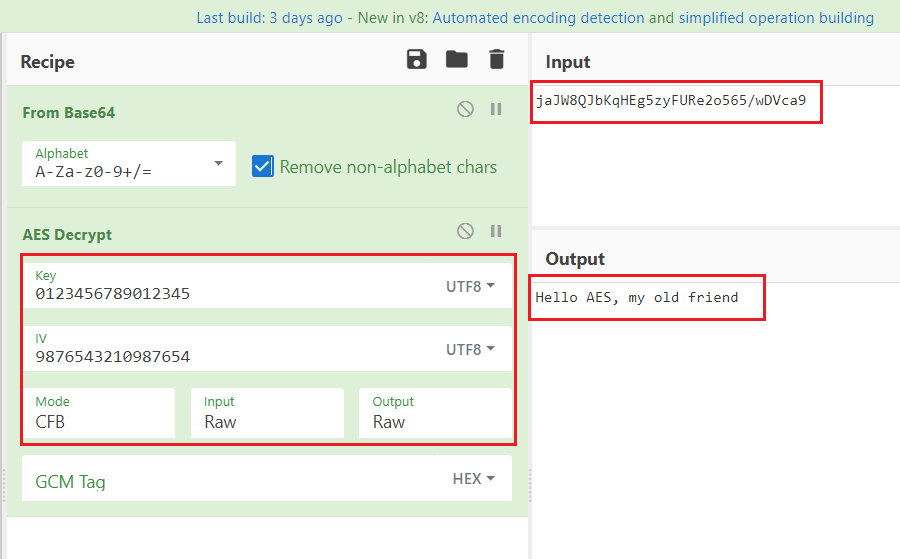 Last build: 3 days ago - New in v8: Automated encoding detection and simplified operation building
Recipe
From Base64
Alphabet
A-Za-z0-9+/=
Remove non-alphabet chars
AES Decrypt
Key
0123456789012345
UTF8
IV
9876543210987654
UTF8
Mode
CFB
Input
Raw
Output
Raw
GCM Tag
HEX
Input
jaJW8QJbKqHEg5zyFURe2o565/wDVca9
Output
Hello AES, my old friend